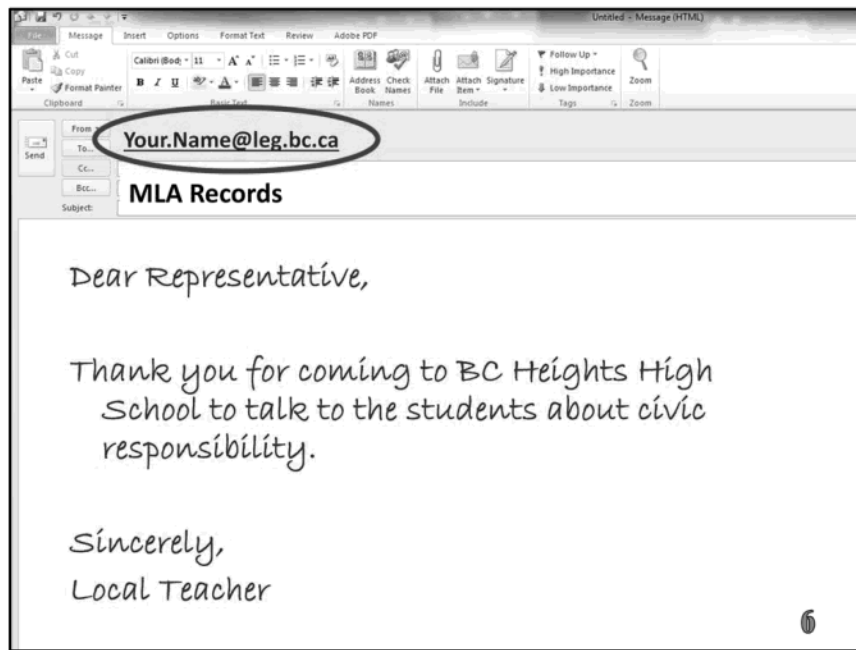 Untitled - Message (HTML)
File Message Insert Options Format Text Review Adobe PDF
Cut
Copy
Format Painter
Paste
Clipboard
Calibri (Body 11
B I U
Basic Text
Address Book
Check Names
Names
Attach File
Attach Item
Signature
Include
Follow Up
High Importance
Low Importance
Tags
Zoom
Zoom
Send
From
To...
Your.Name@leg.bc.ca
Cc...
Bcc...
MLA Records
Subject:
Dear Representative,
Thank you for coming to BC Heights High
School to talk to the students about civic
responsibility.
Sincerely,
Local Teacher
6